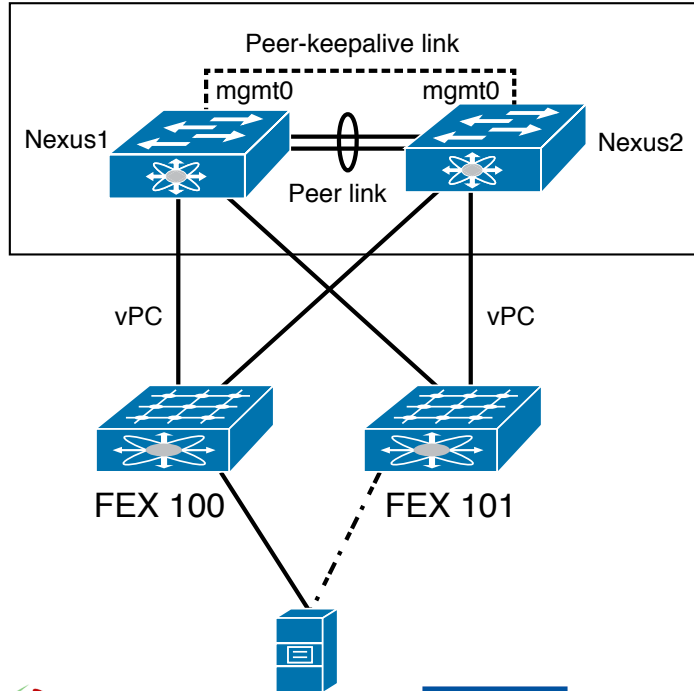 Peer-keepalive link
mgmt0 mgmt0
Nexus1
Nexus2
Peer link
vPC vPC
FEX 100 FEX 101